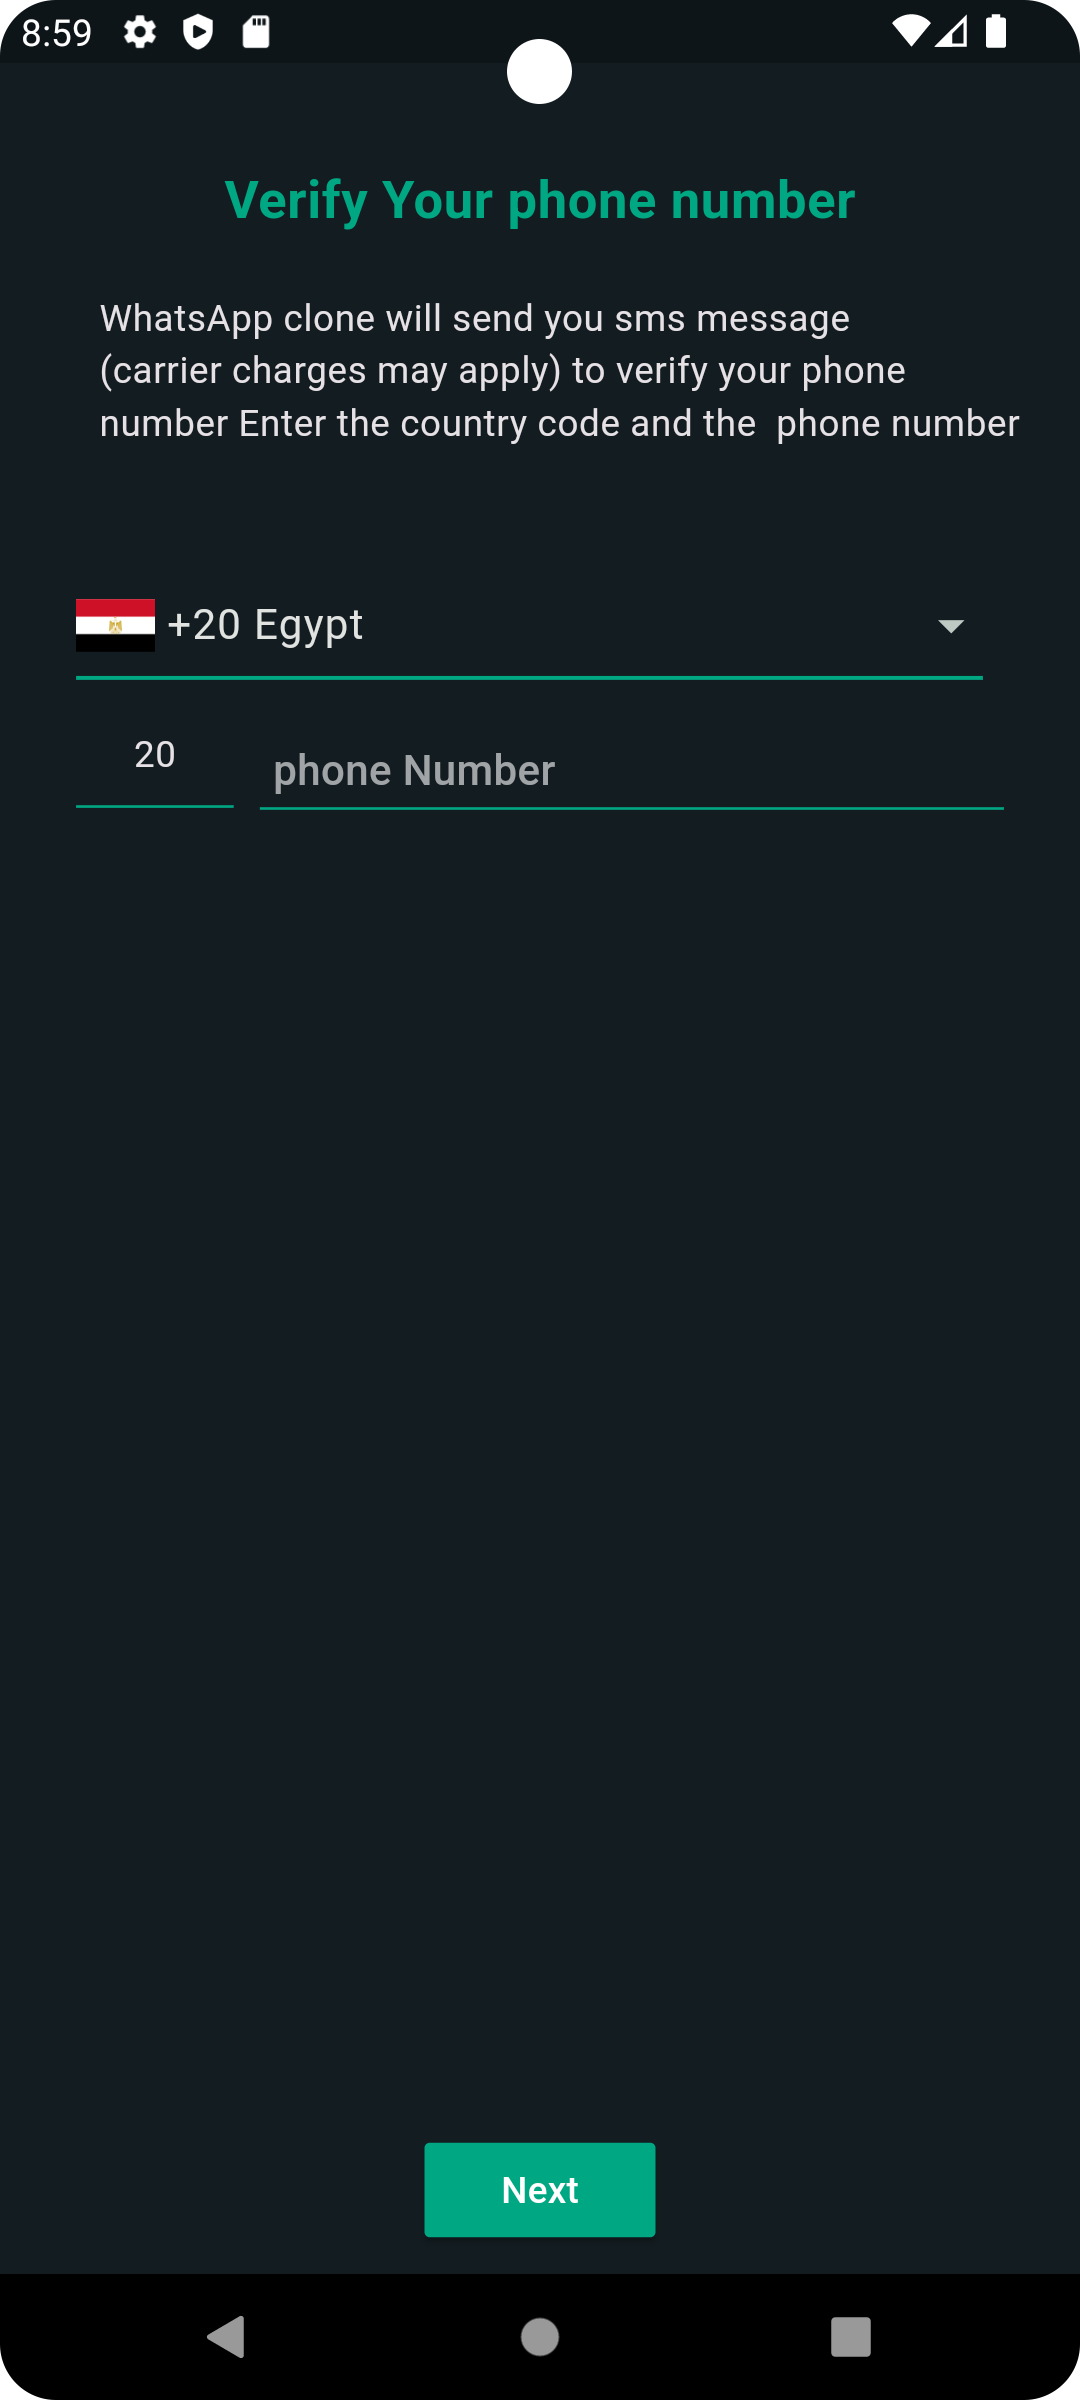 8:59
Verify Your phone number
WhatsApp clone will send you sms message
(carrier charges may apply) to verify your phone
number Enter the country code and the  phone number
+20 Egypt
20
phone Number
Next